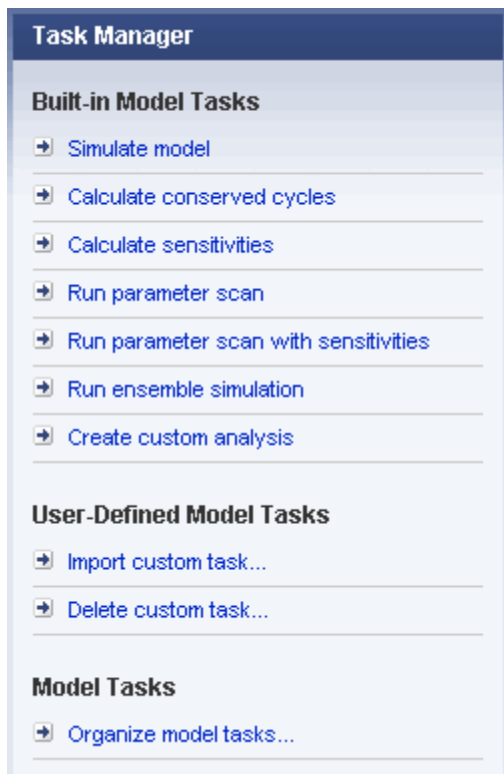 Task Manager
Built-in Model Tasks
Simulate model
Calculate conserved cycles
Calculate sensitivities
Run parameter scan
Run parameter scan with sensitivities
Run ensemble simulation
Create custom analysis
User-Defined Model Tasks
Import custom task...
Delete custom task...
Model Tasks
Organize model tasks...